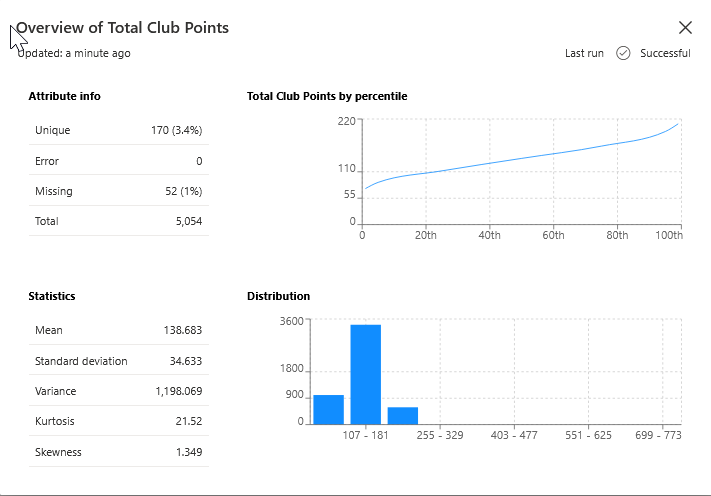 Overview of Total Club Points
Updated: a minute ago
Last run Successful
Attribute info
Unique 170 (3.4%)
Error 0
Missing 52 (1%)
Total 5,054
Total Club Points by percentile
220
110
55
0
0 20th 40th 60th 80th 100th
Statistics
Mean 138.683
Standard deviation 34.633
Variance 1,198.069
Kurtosis 21.52
Skewness 1.349
Distribution
3600
1800
900
0
107 - 181 255 - 329 403 - 477 551 - 625 699 - 773